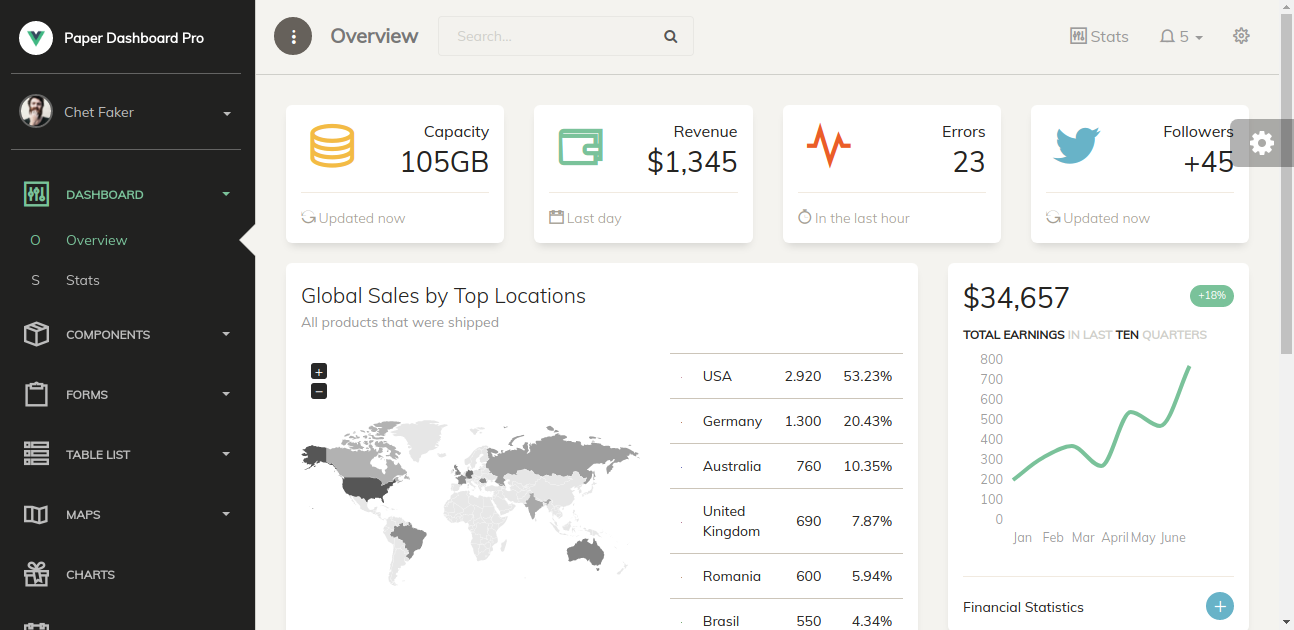 Paper Dashboard Pro
Chet Faker
DASHBOARD
O Overview
S Stats
COMPONENTS
FORMS
TABLE LIST
MAPS
CHARTS
Overview
Search...
Stats
5
Capacity
105GB
Updated now
Revenue
$1,345
Last day
Errors
23
In the last hour
Followers
+45
Updated now
Global Sales by Top Locations
All products that were shipped
+
−
USA 2.920 53.23%
Germany 1.300 20.43%
Australia 760 10.35%
United
Kingdom 690 7.87%
Romania 600 5.94%
Brasil 550 4.34%
$34,657
+18%
TOTAL EARNINGS IN LAST TEN QUARTERS
800
700
600
500
400
300
200
100
0
Jan Feb Mar April May June
Financial Statistics
+